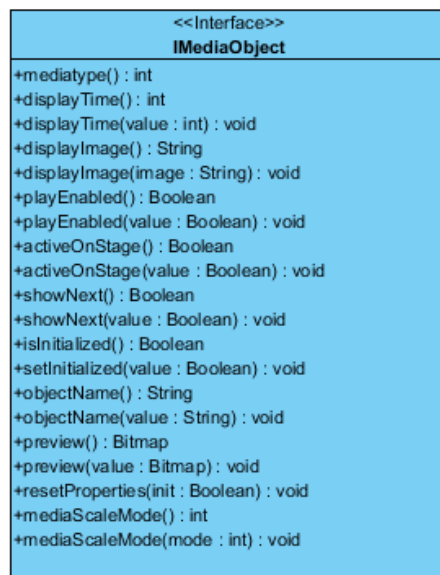 <<Interface>>
IMediaObject
+mediatype() : int
+displayTime() : int
+displayTime(value : int) : void
+displayImage() : String
+displayImage(image : String) : void
+playEnabled() : Boolean
+playEnabled(value : Boolean) : void
+activeOnStage() : Boolean
+activeOnStage(value : Boolean) : void
+showNext() : Boolean
+showNext(value : Boolean) : void
+isInitialized() : Boolean
+setInitialized(value : Boolean) : void
+objectName() : String
+objectName(value : String) : void
+preview() : Bitmap
+preview(value : Bitmap) : void
+resetProperties(init : Boolean) : void
+mediaScaleMode() : int
+mediaScaleMode(mode : int) : void